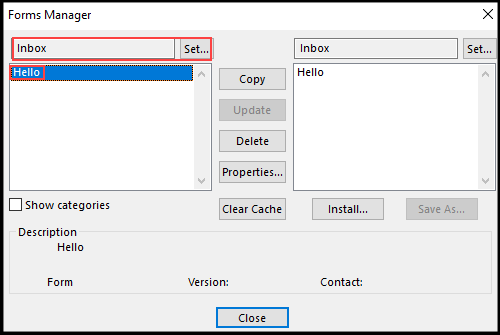 Forms Manager
Inbox Set... Inbox Set...
Hello Hello
Copy
Update
Delete
Properties...
Show categories Clear Cache Install... Save As...
Description
Hello
Form Version: Contact:
Close